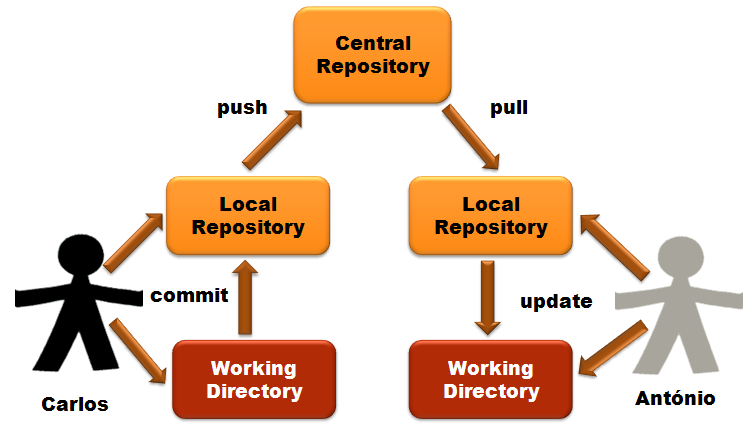 Central
Repository
push
pull
Local
Repository
Local
Repository
commit
update
Working
Directory
Working
Directory
Carlos
António